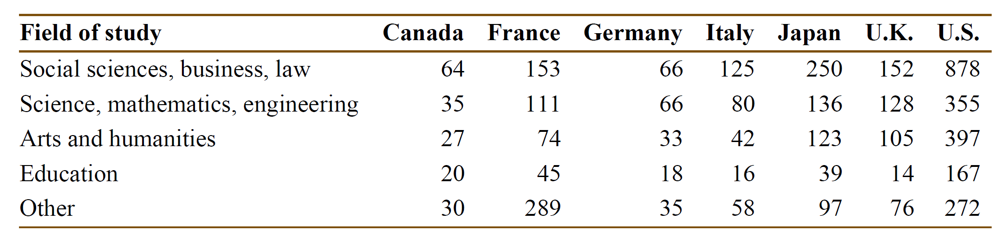 Field of study Canada France Germany Italy Japan U.K. U.S.
Social sciences, business, law 64 153 66 125 250 152 878
Science, mathematics, engineering 35 111 66 80 136 128 355
Arts and humanities 27 74 33 42 123 105 397
Education 20 45 18 16 39 14 167
Other 30 289 35 58 97 76 272